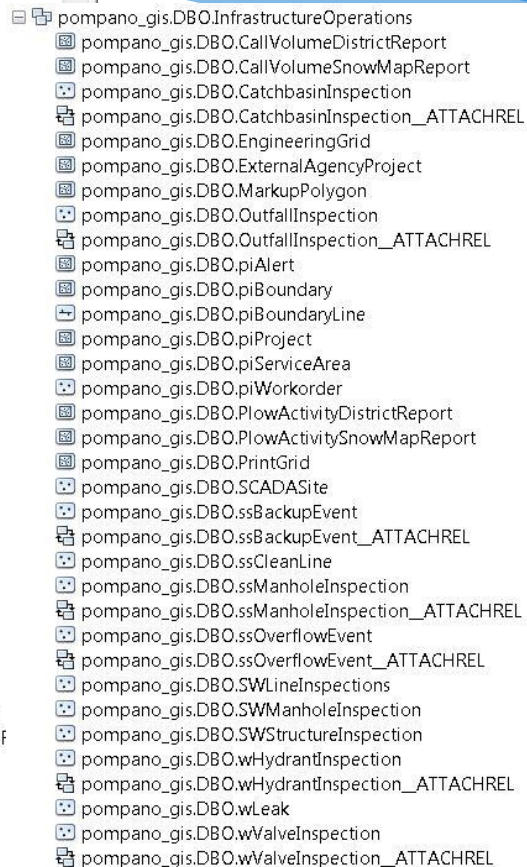 pompano_gis.DBO.InfrastructureOperations
pompano_gis.DBO.CallVolumeDistrictReport
pompano_gis.DBO.CallVolumeSnowMapReport
pompano_gis.DBO.CatchbasinInspection
pompano_gis.DBO.CatchbasinInspection__ATTACHREL
pompano_gis.DBO.EngineeringGrid
pompano_gis.DBO.ExternalAgencyProject
pompano_gis.DBO.MarkupPolygon
pompano_gis.DBO.OutfallInspection
pompano_gis.DBO.OutfallInspection__ATTACHREL
pompano_gis.DBO.piAlert
pompano_gis.DBO.piBoundary
pompano_gis.DBO.piBoundaryLine
pompano_gis.DBO.piProject
pompano_gis.DBO.piServiceArea
pompano_gis.DBO.piWorkorder
pompano_gis.DBO.PlowActivityDistrictReport
pompano_gis.DBO.PlowActivitySnowMapReport
pompano_gis.DBO.PrintGrid
pompano_gis.DBO.SCADASite
pompano_gis.DBO.ssBackupEvent
pompano_gis.DBO.ssBackupEvent__ATTACHREL
pompano_gis.DBO.ssCleanLine
pompano_gis.DBO.ssManholeInspection
pompano_gis.DBO.ssManholeInspection__ATTACHREL
pompano_gis.DBO.ssOverflowEvent
pompano_gis.DBO.ssOverflowEvent__ATTACHREL
pompano_gis.DBO.SWLineInspections
pompano_gis.DBO.SWManholeInspection
pompano_gis.DBO.SWStructureInspection
pompano_gis.DBO.wHydrantInspection
pompano_gis.DBO.wHydrantInspection__ATTACHREL
pompano_gis.DBO.wLeak
pompano_gis.DBO.wValveInspection
pompano_gis.DBO.wValveInspection__ATTACHREL